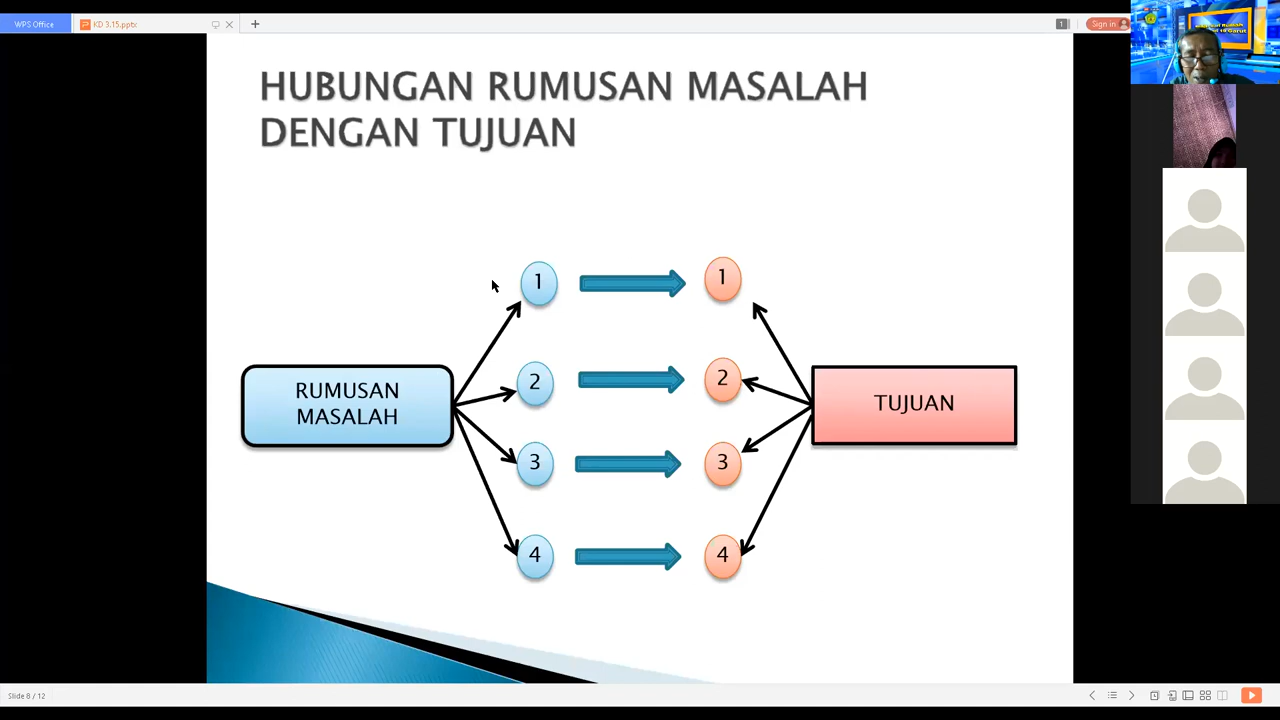 WPS Office
KD 3.15.pptx
1
Sign in
HUBUNGAN RUMUSAN MASALAH
DENGAN TUJUAN
1
1
2
2
RUMUSAN
MASALAH
TUJUAN
3
3
4
4
Slide 8 / 12